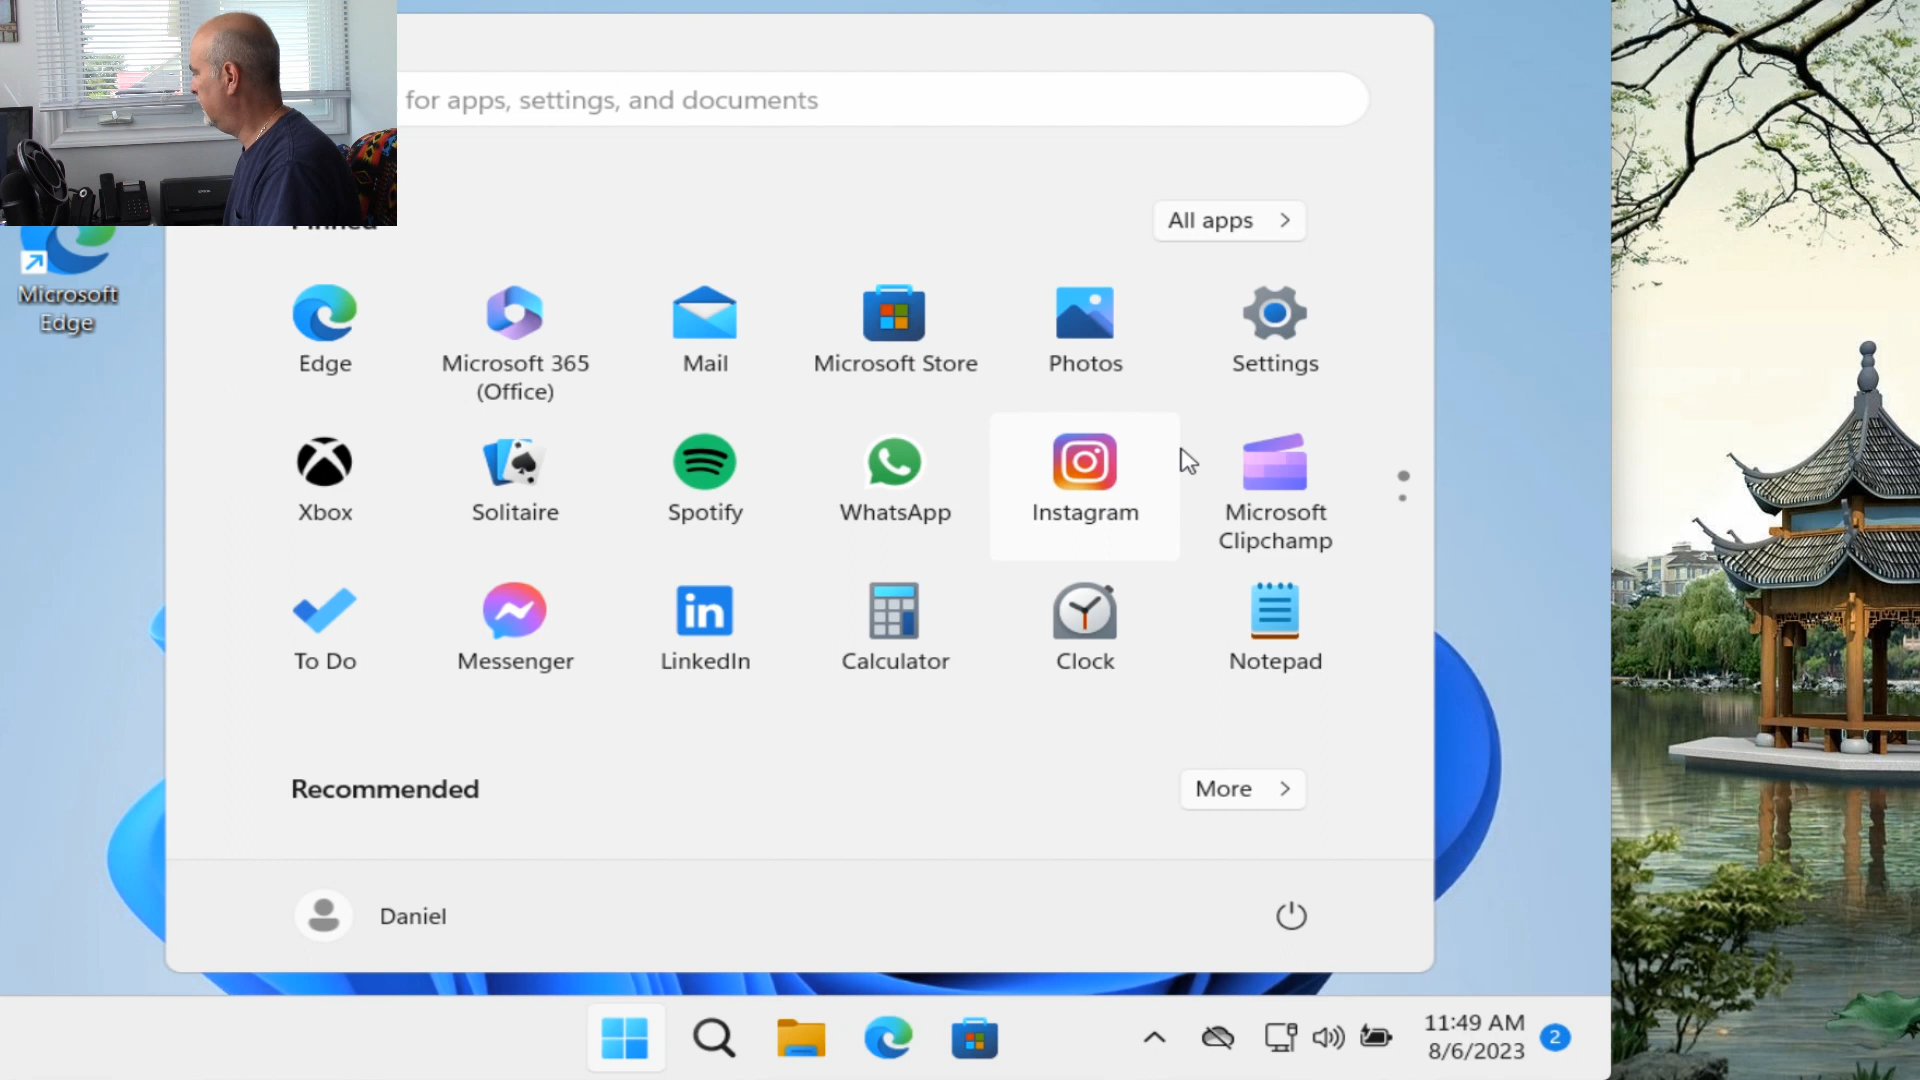 for apps, settings, and documents
Pinned
All apps
Microsoft
Edge
Edge
Microsoft 365
(Office)
Mail
Microsoft Store
Photos
Settings
Xbox
Solitaire
Spotify
WhatsApp
Instagram
Microsoft
Clipchamp
To Do
Messenger
in
LinkedIn
Calculator
Clock
Notepad
Recommended
More
Daniel
11:49 AM
8/6/2023
2